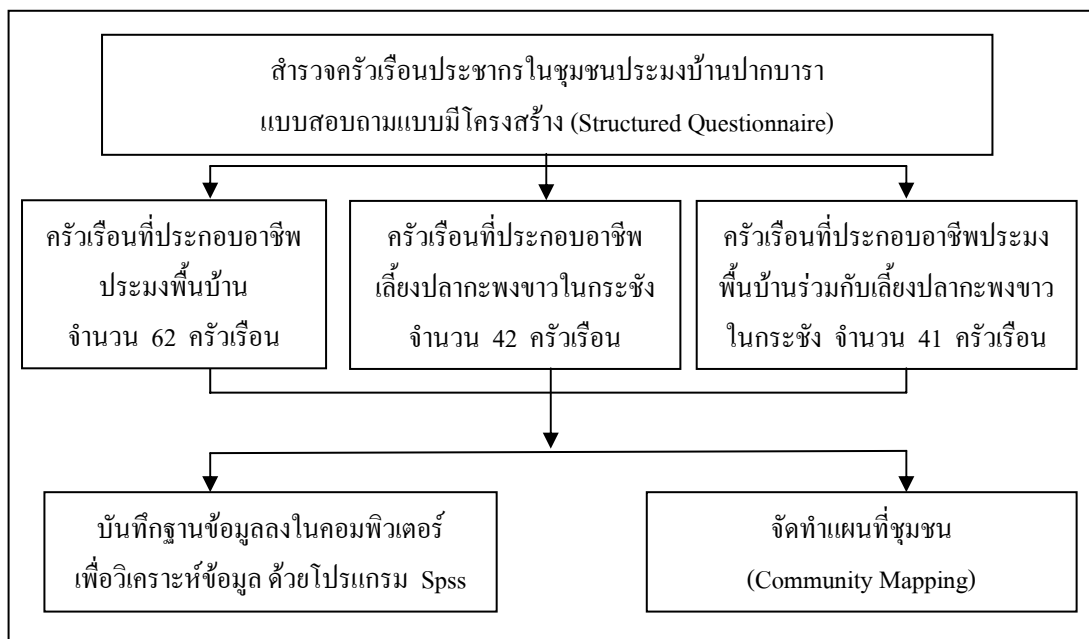 สำรวจครัวเรือนประชากรในชุมชนประมงบ้านปากบารา
แบบสอบถามแบบมีโครงสร้าง (Structured Questionnaire)
ครัวเรือนที่ประกอบอาชีพ
ประมงพื้นบ้าน
จำนวน 62 ครัวเรือน
ครัวเรือนที่ประกอบอาชีพ
เลี้ยงปลากะพงขาวในกระชัง
จำนวน 42 ครัวเรือน
ครัวเรือนที่ประกอบอาชีพประมง
พื้นบ้านร่วมกับเลี้ยงปลากะพงขาว
ในกระชัง จำนวน 41 ครัวเรือน
บันทึกฐานข้อมูลลงในคอมพิวเตอร์
เพื่อวิเคราะห์ข้อมูล ด้วยโปรแกรม Spss
จัดทำแผนที่ชุมชน
(Community Mapping)